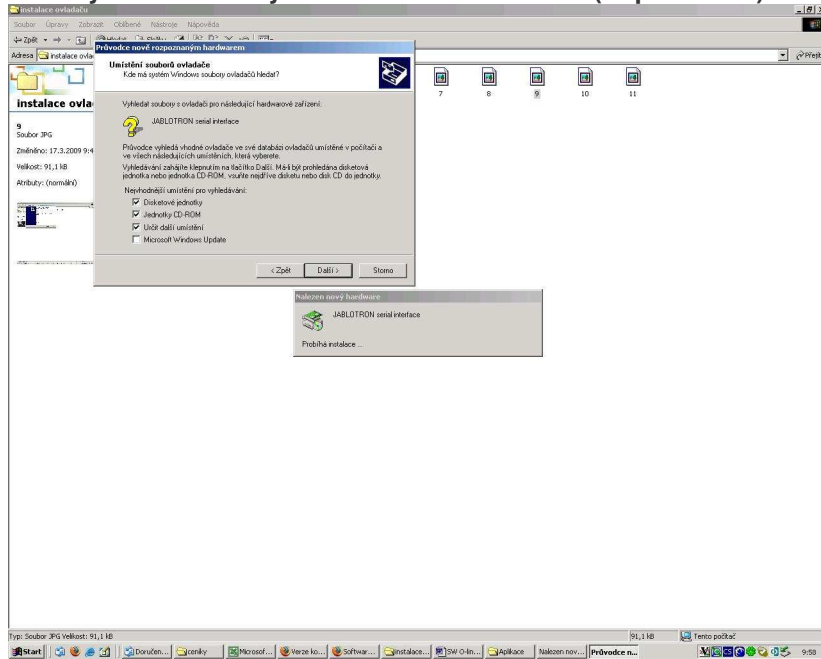 instalace ovladaču
Soubor Úpravy Zobrazit Oblíbené Nástroje Nápověda
Zpět
Adresa instalace ovla
instalace ovla
9
Soubor JPG
Změněno: 17.3.2009 9:4
Velikost: 91,1 kB
Atributy: (normální)
7 8 9 10 11
Průvodce nově rozpoznaným hardwarem
Umístění souborů ovladače
Kde má systém Windows soubory ovladačů hledat?
Vyhledat soubory s ovladači pro následující hardwarové zařízení:
JABLOTRON serial interface
Průvodce vyhledá vhodné ovladače ve své databázi ovladačů umístěné v počítači a
ve všech následujících umístěních, která vyberete.
Vyhledávání zahájíte klepnutím na tlačítko Další. Má-li být prohledána disketová
jednotka nebo jednotka CD-ROM, vsuňte nejdříve disketu nebo disk CD do jednotky.
Nejvhodnější umístění pro vyhledávání:
Disketové jednotky
Jednotky CD-ROM
Určit další umístění
Microsoft Windows Update
< Zpět Další > Storno
Nalezen nový hardware
JABLOTRON serial interface
Probíhá instalace ...
Typ: Soubor JPG Velikost: 91,1 kB 91,1 kB Tento počítač
Start Doručen... ceniky Microsof... Verze ko... Softwar... instalace... SW O-lin... Aplikace Nalezen nov... Průvodce n... 9:58